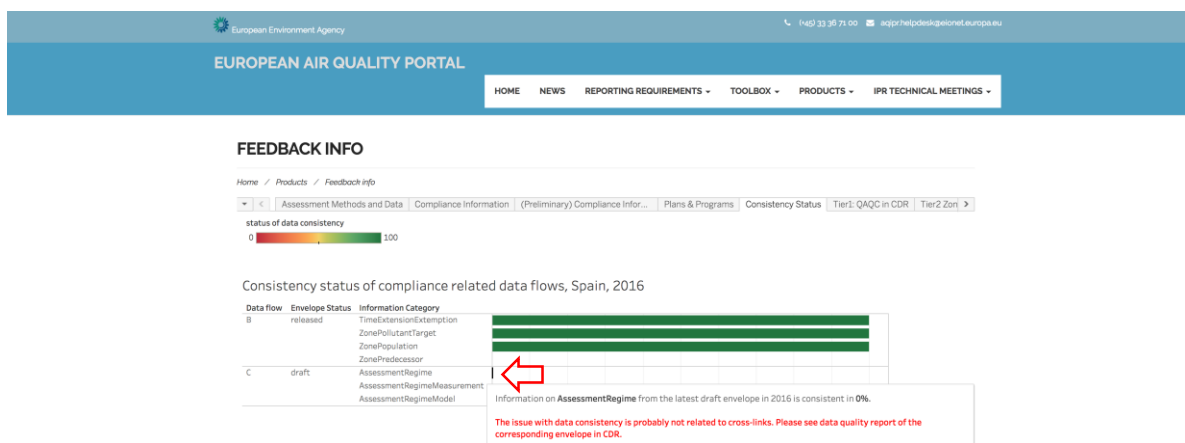 European Environment Agency
(+45) 33 36 71 00 aqipr.helpdesk@eionet.europa.eu
EUROPEAN AIR QUALITY PORTAL
HOME NEWS REPORTING REQUIREMENTS TOOLBOX PRODUCTS IPR TECHNICAL MEETINGS
FEEDBACK INFO
Home / Products / Feedback info
Assessment Methods and Data Compliance Information (Preliminary) Compliance Infor... Plans & Programs Consistency Status Tier1: QAQC in CDR Tier2 Zon
status of data consistency
0 100
Consistency status of compliance related data flows, Spain, 2016
Data flow Envelope Status Information Category
B released TimeExtensionExtemption
ZonePollutantTarget
ZonePopulation
ZonePredecessor
C draft AssessmentRegime
AssessmentRegimeMeasurement
AssessmentRegimeModel
Information on AssessmentRegime from the latest draft envelope in 2016 is consistent in 0%.
The issue with data consistency is probably not related to cross-links. Please see data quality report of the
corresponding envelope in CDR.